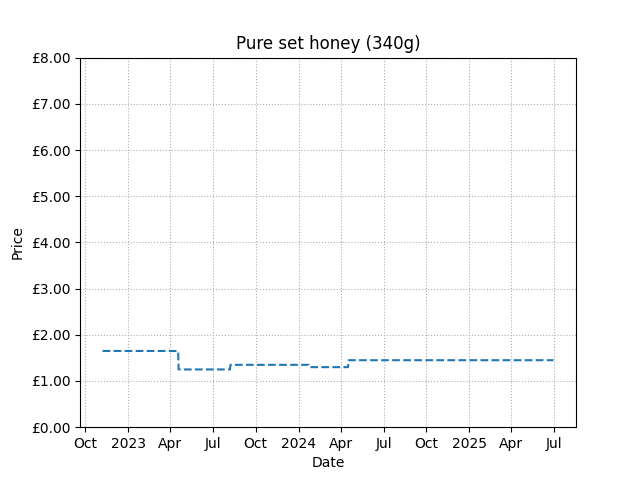 Pure set honey (340g)
£8.00
£7.00
£6.00
£5.00
£4.00
£3.00
£2.00
£1.00
£0.00
Price
Oct 2023 Apr Jul Oct 2024 Apr Jul Oct 2025 Apr Jul
Date